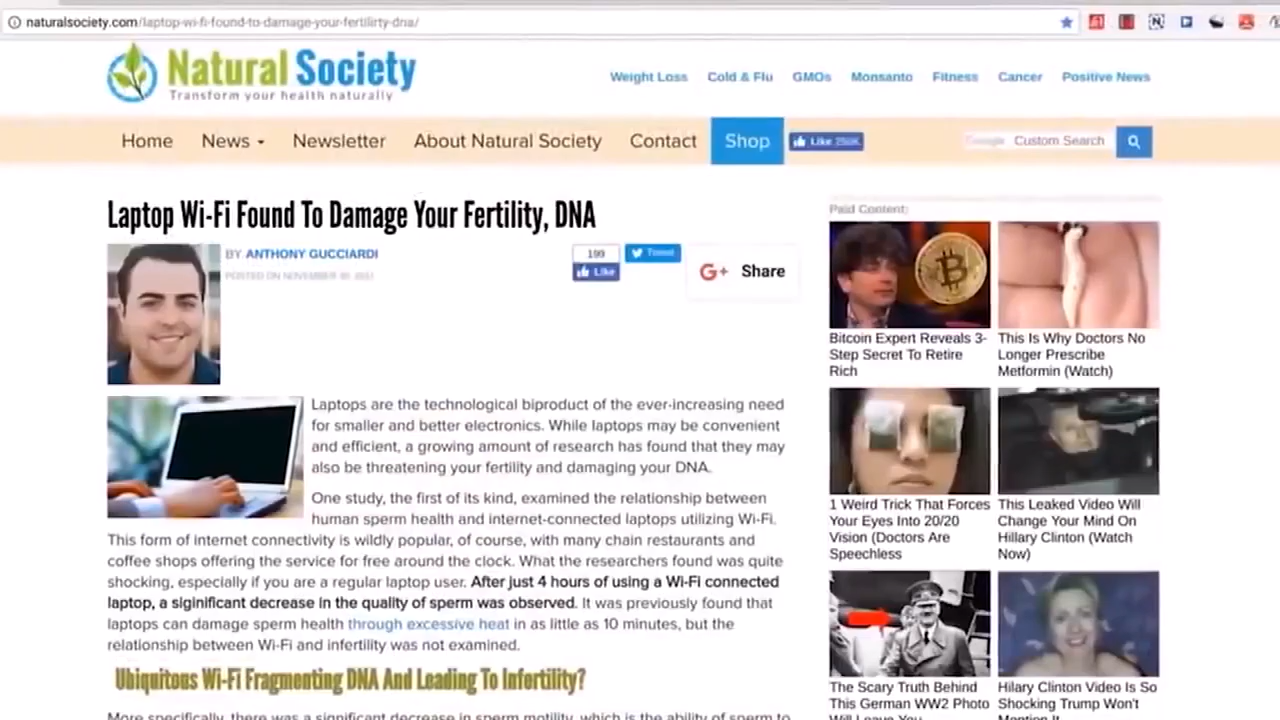 naturalsociety.com/laptop-wi-fi-found-to-damage-your-fertilirty-dna/
Natural Society
Transform your health naturally
Weight Loss Cold & Flu GMOs Monsanto Fitness Cancer Positive News
Home News Newsletter About Natural Society Contact Shop Like 250K Google Custom Search
Laptop Wi-Fi Found To Damage Your Fertility, DNA
BY ANTHONY GUCCIARDI
POSTED ON NOVEMBER
199
Like
Tweet
G+ Share
Laptops are the technological biproduct of the ever-increasing need
for smaller and better electronics. While laptops may be convenient
and efficient, a growing amount of research has found that they may
also be threatening your fertility and damaging your DNA.
One study, the first of its kind, examined the relationship between
human sperm health and internet-connected laptops utilizing Wi-Fi.
This form of internet connectivity is wildly popular, of course, with many chain restaurants and
coffee shops offering the service for free around the clock. What the researchers found was quite
shocking, especially if you are a regular laptop user. After just 4 hours of using a Wi-Fi connected
laptop, a siginificant decrease in the quality of sperm was observed. It was previously found that
laptops can damage sperm health through excessive heat in as little as 10 minutes, but the
relationship between Wi-Fi and infertility was not examined.
Ubiquitous Wi-Fi Fragmenting DNA And Leading To Infertility?
More specifically, there was a significant decrease in sperm motility, which is the ability of sperm to
Paid Content:
Bitcoin Expert Reveals 3-
Step Secret To Retire
Rich
This Is Why Doctors No
Longer Prescribe
Metformin (Watch)
1 Weird Trick That Forces
Your Eyes Into 20/20
Vision (Doctors Are
Speechless
This Leaked Video Will
Change Your Mind On
Hillary Clinton (Watch
Now)
The Scary Truth Behind
This German WW2 Photo
Will Leave You
Hilary Clinton Video Is So
Shocking Trump Won't
Mention It